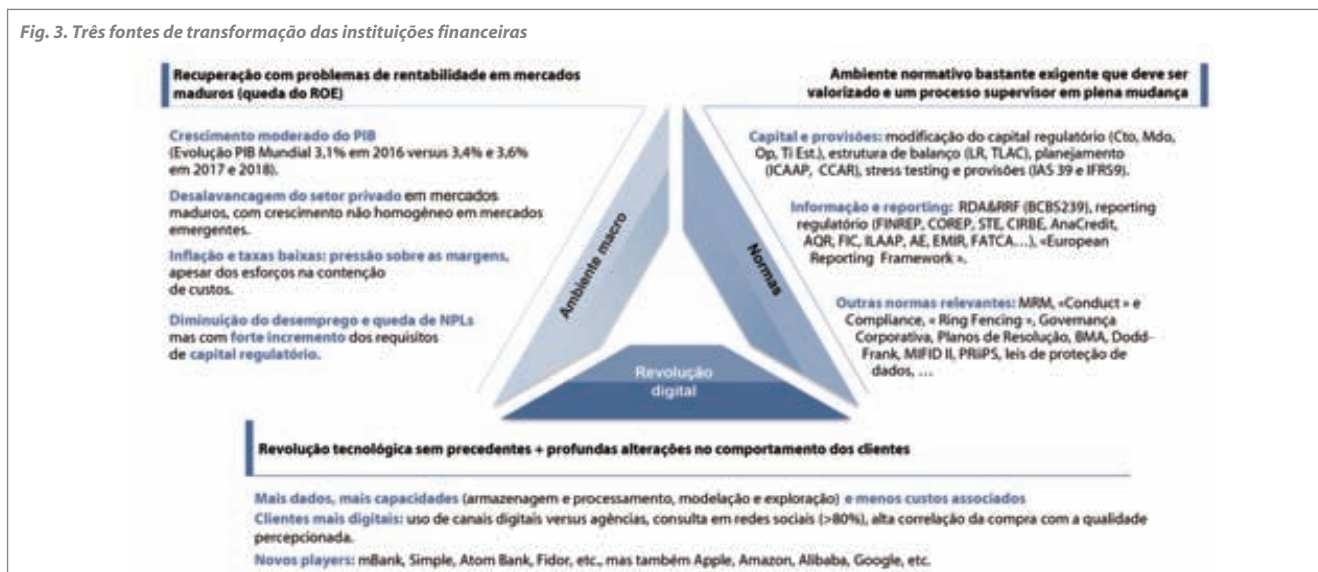 Fig. 3. Três fontes de transformação das instituições financeiras
Recuperação com problemas de rentabilidade em mercados
maduros (queda do ROE)
Crescimento moderado do PIB
(Evolução PIB Mundial 3,1% em 2016 versus 3,4% e 3,6%
em 2017 e 2018).
Desalavancagem do setor privado em mercados
maduros, com crescimento não homogêneo em mercados
emergentes.
Inflação e taxas baixas: pressão sobre as margens,
apesar dos esforços na contenção
de custos.
Diminuição do desemprego e queda de NPLs
mas com forte incremento dos requisitos
de capital regulatório.
Ambiente macro
Ambiente normativo bastante exigente que deve ser
valorizado e um processo supervisor em plena mudança
Capital e provisões: modificação do capital regulatório (Cto, Mdo,
Op, Ti Est.), estrutura de balanço (LR, TLAC), planejamento
(ICAAP, CCAR), stress testing e provisões (IAS 39 e IFRS9).
Informação e reporting: RDA&RRF (BCBS239), reporting
regulatório (FINREP, COREP, STE, CIRBE, AnaCredit,
AQR, FIC, ILAAP, AE, EMIR, FATCA…), «European
Reporting Framework ».
Outras normas relevantes: MRM, «Conduct » e
Compliance, « Ring Fencing », Governança
Corporativa, Planos de Resolução, BMA, Dodd-
Frank, MIFID II, PRiiPS, leis de proteção de
dados, …
Normas
Revolução
digital
Revolução tecnológica sem precedentes + profundas alterações no comportamento dos clientes
Mais dados, mais capacidades (armazenagem e processamento, modelação e exploração) e menos custos associados
Clientes mais digitais: uso de canais digitais versus agências, consulta em redes sociais (>80%), alta correlação da compra com a qualidade
percepcionada.
Novos players: mBank, Simple, Atom Bank, Fidor, etc., mas também Apple, Amazon, Alibaba, Google, etc.